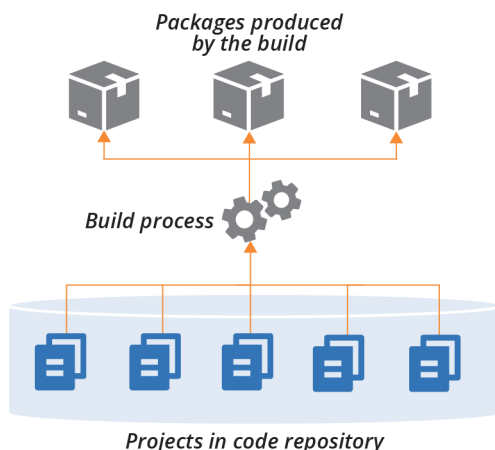 Packages produced
by the build
Build process
Projects in code repository